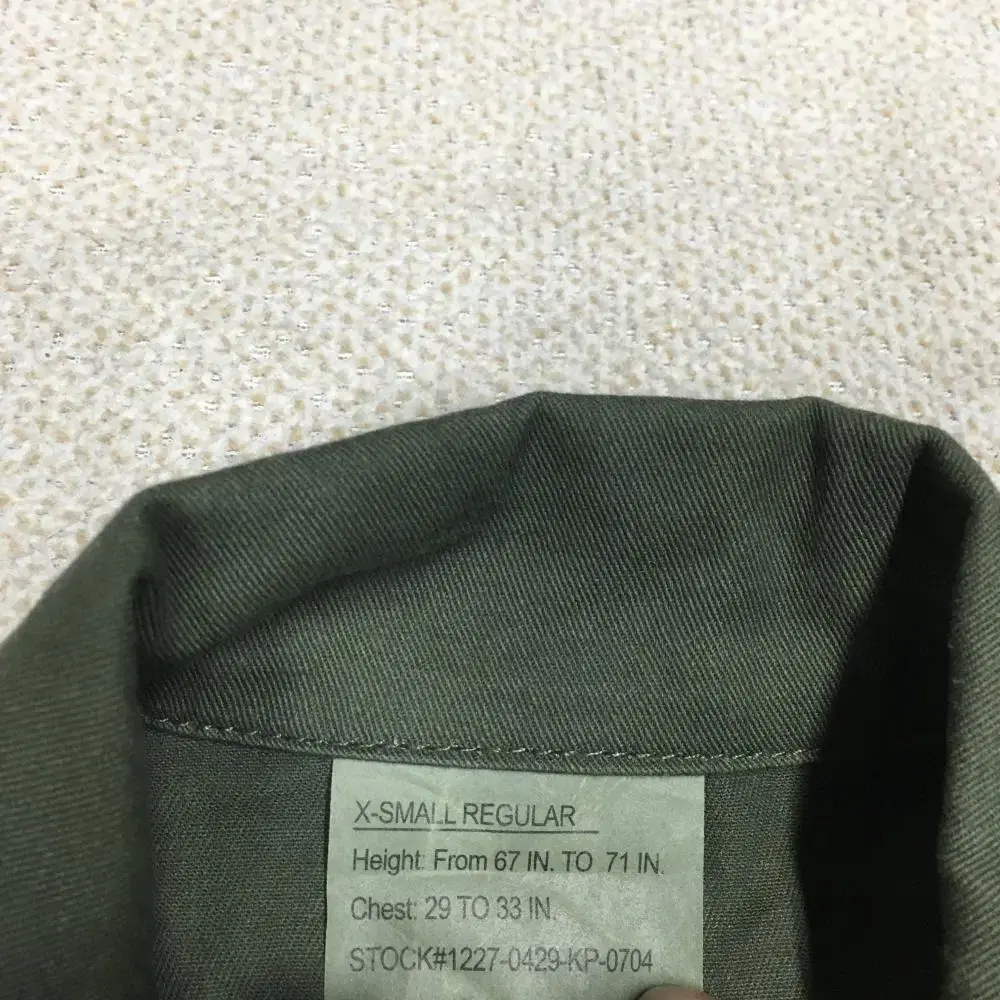 X-SMALL REGULAR
Height: From 67 IN. TO 71 IN.
Chest: 29 TO 33 IN.
STOCK#1227-0429-KP-0704